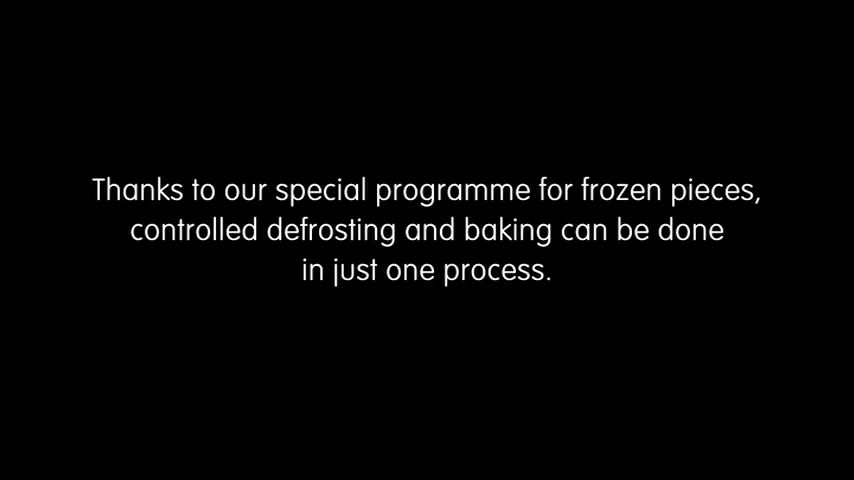 Thanks to our special programme for frozen pieces,
controlled defrosting and baking can be done
in just one process.